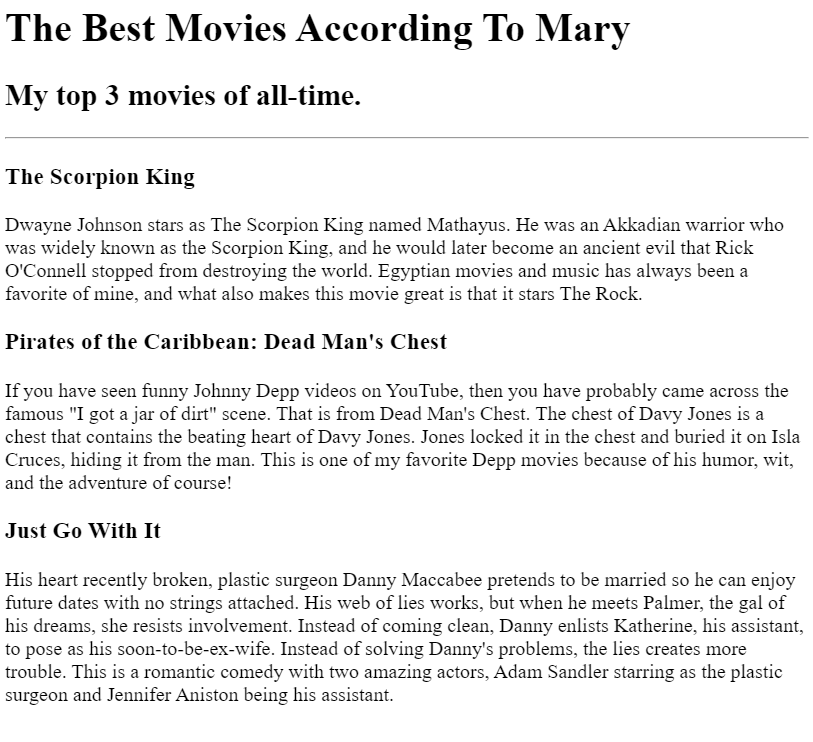 The Best Movies According To Mary
My top 3 movies of all-time.
The Scorpion King
Dwayne Johnson stars as The Scorpion King named Mathayus. He was an Akkadian warrior who
was widely known as the Scorpion King, and he would later become an ancient evil that Rick
O'Connell stopped from destroying the world. Egyptian movies and music has always been a
favorite of mine, and what also makes this movie great is that it stars The Rock.
Pirates of the Caribbean: Dead Man's Chest
If you have seen funny Johnny Depp videos on YouTube, then you have probably came across the
famous "I got a jar of dirt" scene. That is from Dead Man's Chest. The chest of Davy Jones is a
chest that contains the beating heart of Davy Jones. Jones locked it in the chest and buried it on Isla
Cruces, hiding it from the man. This is one of my favorite Depp movies because of his humor, wit,
and the adventure of course!
Just Go With It
His heart recently broken, plastic surgeon Danny Maccabee pretends to be married so he can enjoy
future dates with no strings attached. His web of lies works, but when he meets Palmer, the gal of
his dreams, she resists involvement. Instead of coming clean, Danny enlists Katherine, his assistant,
to pose as his soon-to-be-ex-wife. Instead of solving Danny's problems, the lies creates more
trouble. This is a romantic comedy with two amazing actors, Adam Sandler starring as the plastic
surgeon and Jennifer Aniston being his assistant.